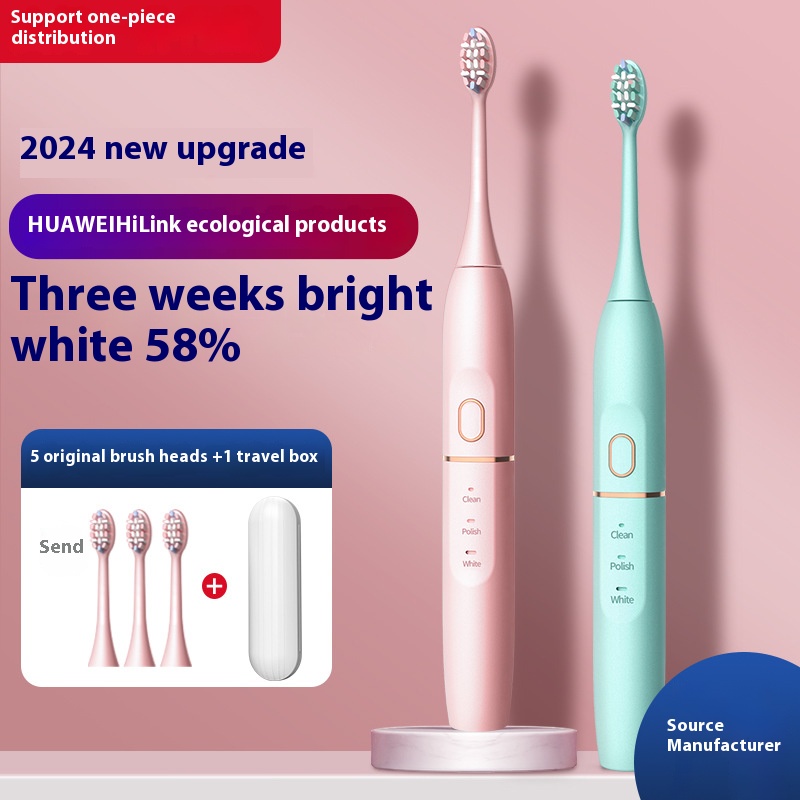 Support one-piece
distribution
2024 new upgrade
HUAWEIHiLink ecological products
Three weeks bright
white 58%
5 original brush heads +1 travel box
Send
Clean
Polish
White
Clean
Polish
White
Source
Manufacturer